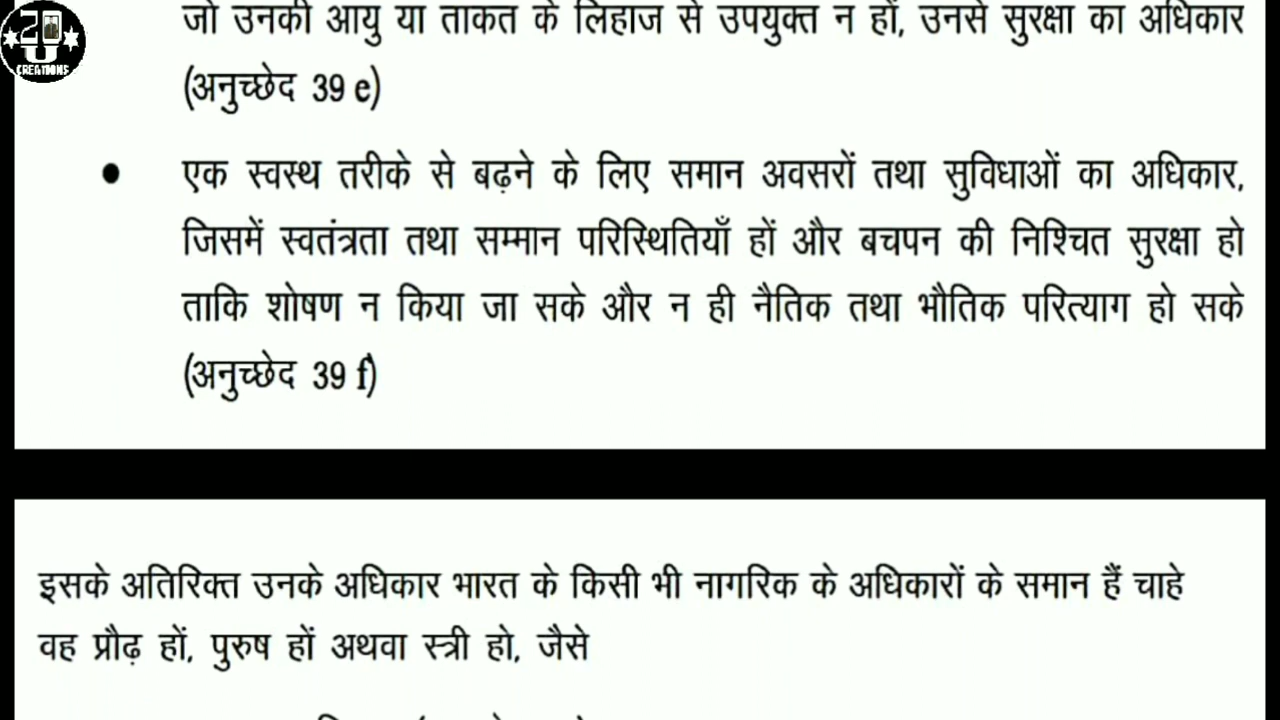 20
U
CREATIONS
जो उनकी आयु या ताकत के लिहाज से उपयुक्त न हों, उनसे सुरक्षा का अधिकार
(अनुच्छेद 39 e)
• एक स्वस्थ तरीके से बढ़ने के लिए समान अवसरों तथा सुविधाओं का अधिकार,
जिसमें स्वतंत्रता तथा सम्मान परिस्थितियाँ हों और बचपन की निश्चित सुरक्षा हो
ताकि शोषण न किया जा सके और न ही नैतिक तथा भौतिक परित्याग हो सके
(अनुच्छेद 39 f)
इसके अतिरिक्त उनके अधिकार भारत के किसी भी नागरिक के अधिकारों के समान हैं चाहे
वह प्रौढ़ हों, पुरुष हों अथवा स्त्री हो, जैसे